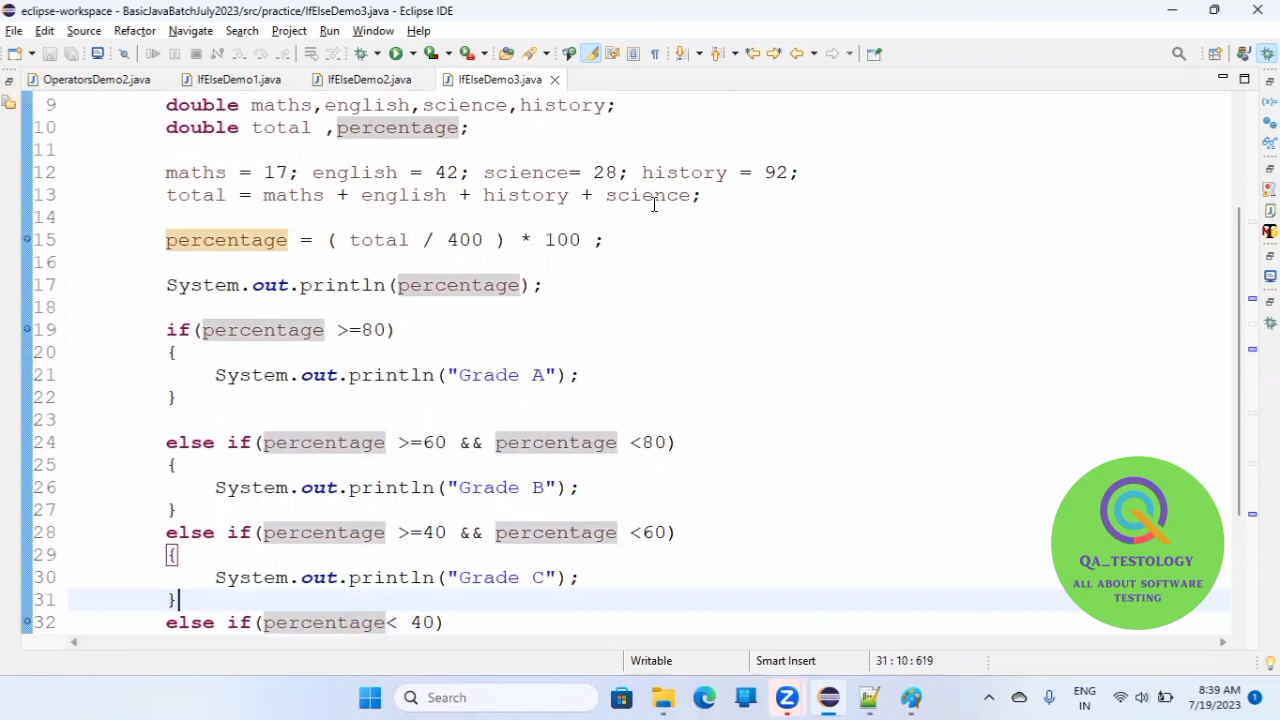 eclipse-workspace - BasicJavaBatchJuly2023/src/practice/IfElseDemo3.java - Eclipse IDE
File Edit Source Refactor Navigate Search Project Run Window Help
OperatorsDemo2.java IfElseDemo1.java IfElseDemo2.java IfElseDemo3.java
9 double maths,english,science,history;
10 double total ,percentage;
11
12 maths = 17; english = 42; science= 28; history = 92;
13 total = maths + english + history + science;
14
15 percentage = ( total / 400 ) * 100 ;
16
17 System.out.println(percentage);
18
19 if(percentage >=80)
20 {
21 System.out.println("Grade A");
22 }
23
24 else if(percentage >=60 && percentage <80)
25 {
26 System.out.println("Grade B");
27 }
28 else if(percentage >=40 && percentage <60)
29 {
30 System.out.println("Grade C");
31 }
32 else if(percentage< 40)
QA_TESTOLOGY
ALL ABOUT SOFTWARE
TESTING
Writable Smart Insert 31 : 10 : 619
Search
ENG
IN
8:39 AM
7/19/2023
1